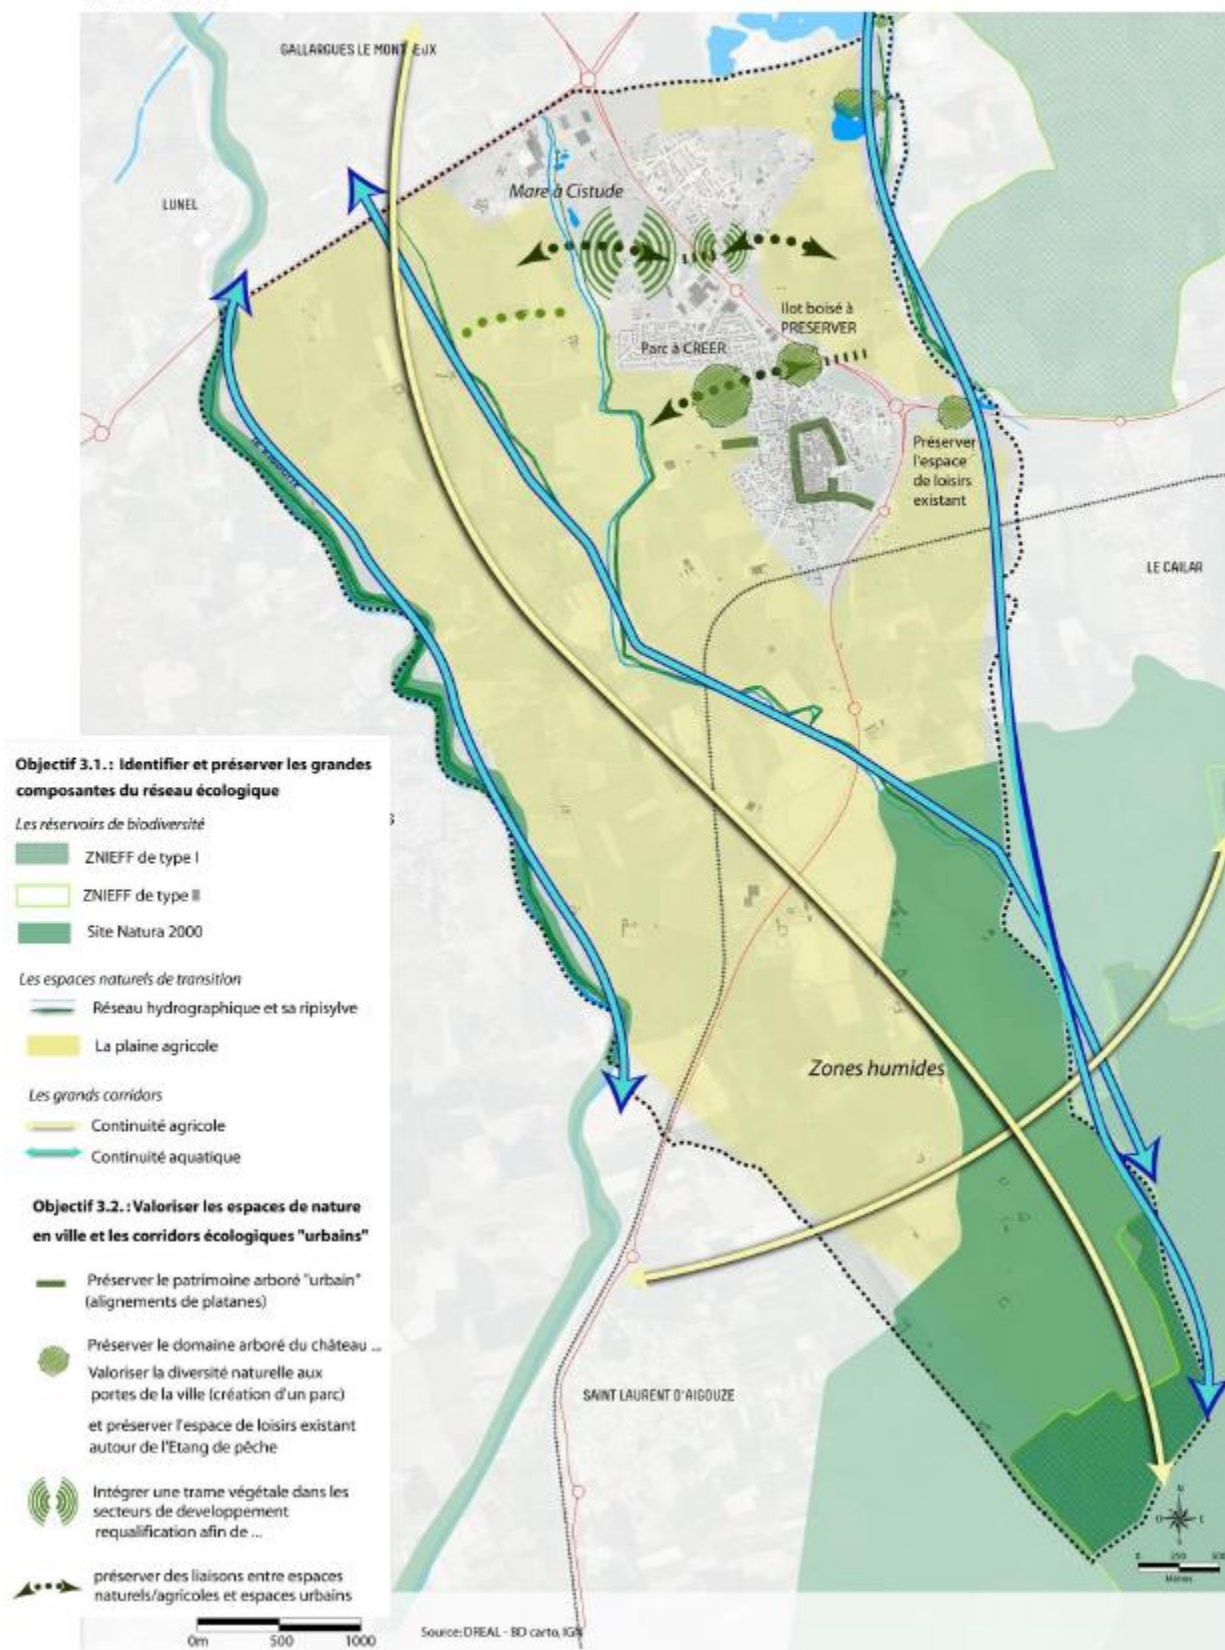 GALLARGUES LE MONTEUX
LUNEL
Mare à Cistude
Ilot boisé à
PRESERVER
Parc à CREER
Préserver
l'espace
de loisirs
existant
LE CAILAR
Zones humides
SAINT LAURENT D'AIGOUZE
Objectif 3.1.: Identifier et préserver les grandes
composantes du réseau écologique
Les réservoirs de biodiversité
ZNIEFF de type I
ZNIEFF de type II
Site Natura 2000
Les espaces naturels de transition
Réseau hydrographique et sa ripisylve
La plaine agricole
Les grands corridors
Continuité agricole
Continuité aquatique
Objectif 3.2.: Valoriser les espaces de nature
en ville et les corridors écologiques "urbains"
Préserver le patrimoine arboré "urbain"
(alignements de platanes)
Préserver le domaine arboré du château ...
Valoriser la diversité naturelle aux
portes de la ville (création d'un parc)
et préserver l'espace de loisirs existant
autour de l'Etang de pêche
Intégrer une trame végétale dans les
secteurs de developpement
requalification afin de ...
préserver des liaisons entre espaces
naturels/agricoles et espaces urbains
0m 500 1000
Source: DREAL - BD carto, IGN
N
O E
S
0 250 500
Mètres